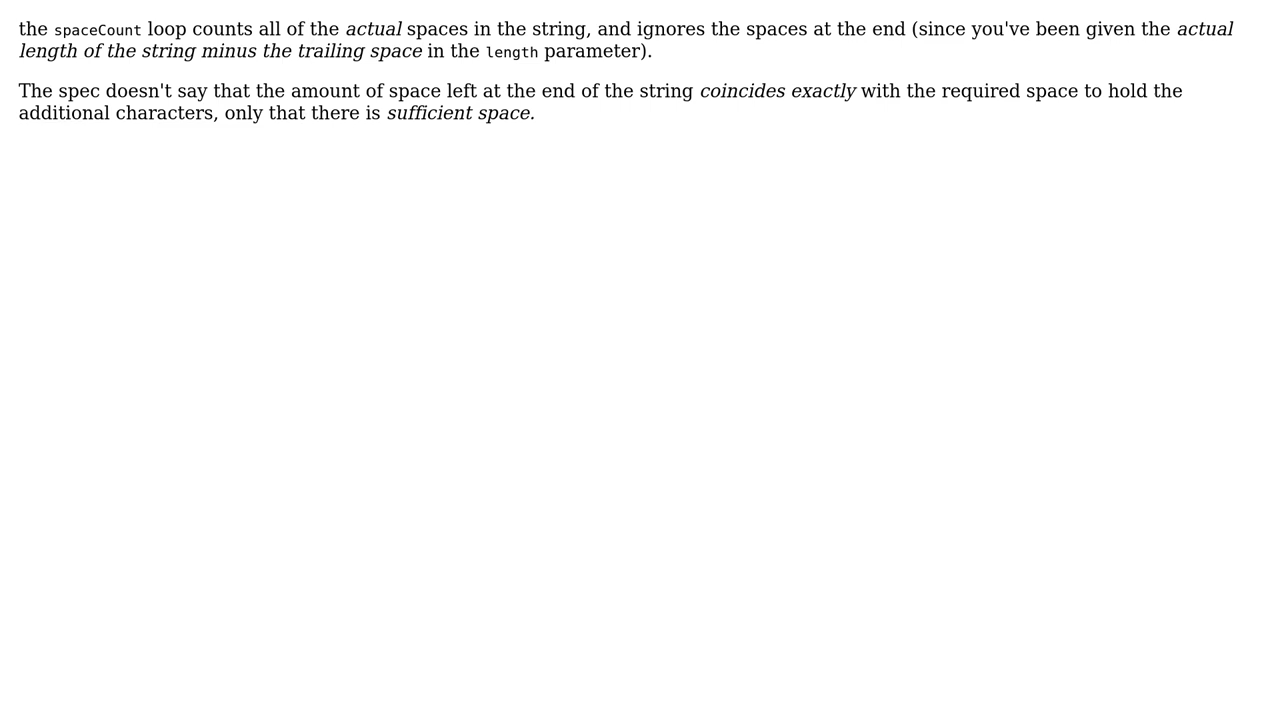 the spaceCount loop counts all of the actual spaces in the string, and ignores the spaces at the end (since you've been given the actual
length of the string minus the trailing space in the length parameter).
The spec doesn't say that the amount of space left at the end of the string coincides exactly with the required space to hold the
additional characters, only that there is sufficient space.